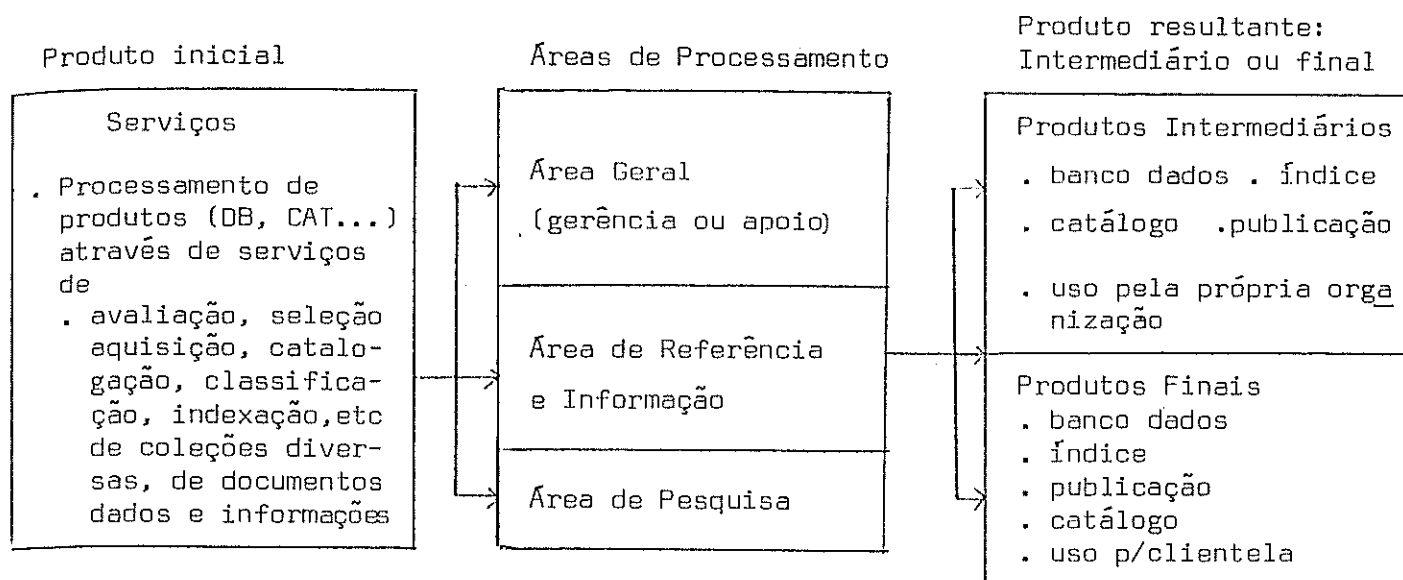 Produto inicial
Serviços
. Processamento de
produtos (DB, CAT...)
através de serviços
de
. avaliação, seleção
aquisição, catalo-
gação, classifica-
ção, indexação,etc
de coleções diver-
sas, de documentos
dados e informações
Áreas de Processamento
Área Geral
(gerência ou apoio)
Área de Referência
e Informação
Área de Pesquisa
Produto resultante:
Intermediário ou final
Produtos Intermediários
. banco dados . índice
. catálogo .publicação
. uso pela própria orga
nização
Produtos Finais
. banco dados
. índice
. publicação
. catálogo
. uso p/clientela